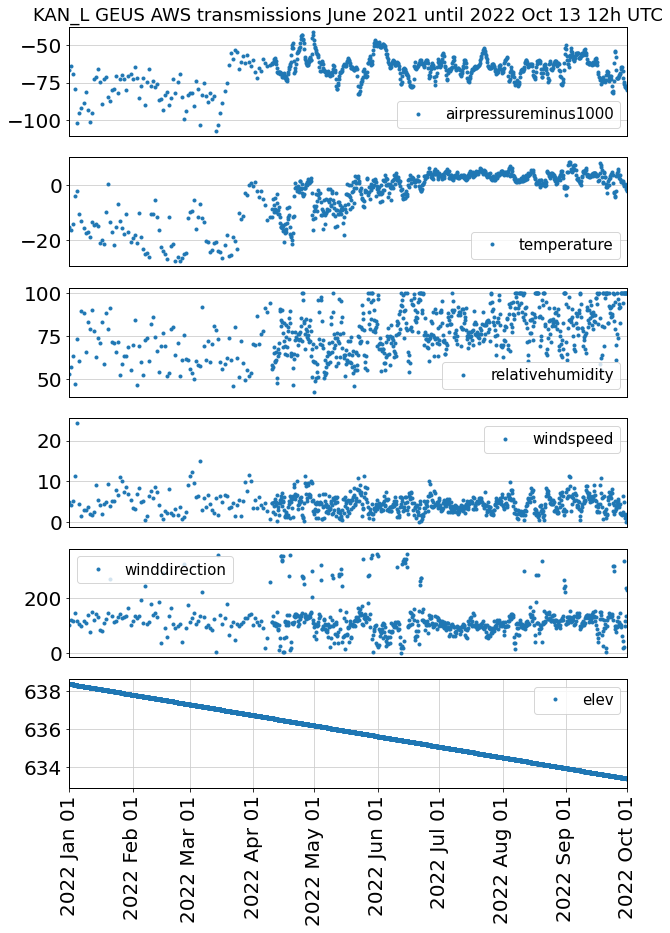 KAN_L GEUS AWS transmissions June 2021 until 2022 Oct 13 12h UTC
−50
−75
−100
airpressureminus1000
0
−20
temperature
100
75
50
relativehumidity
20
10
0
windspeed
200
0
winddirection
638
636
634
elev
2022 Jan 01
2022 Feb 01
2022 Mar 01
2022 Apr 01
2022 May 01
2022 Jun 01
2022 Jul 01
2022 Aug 01
2022 Sep 01
2022 Oct 01